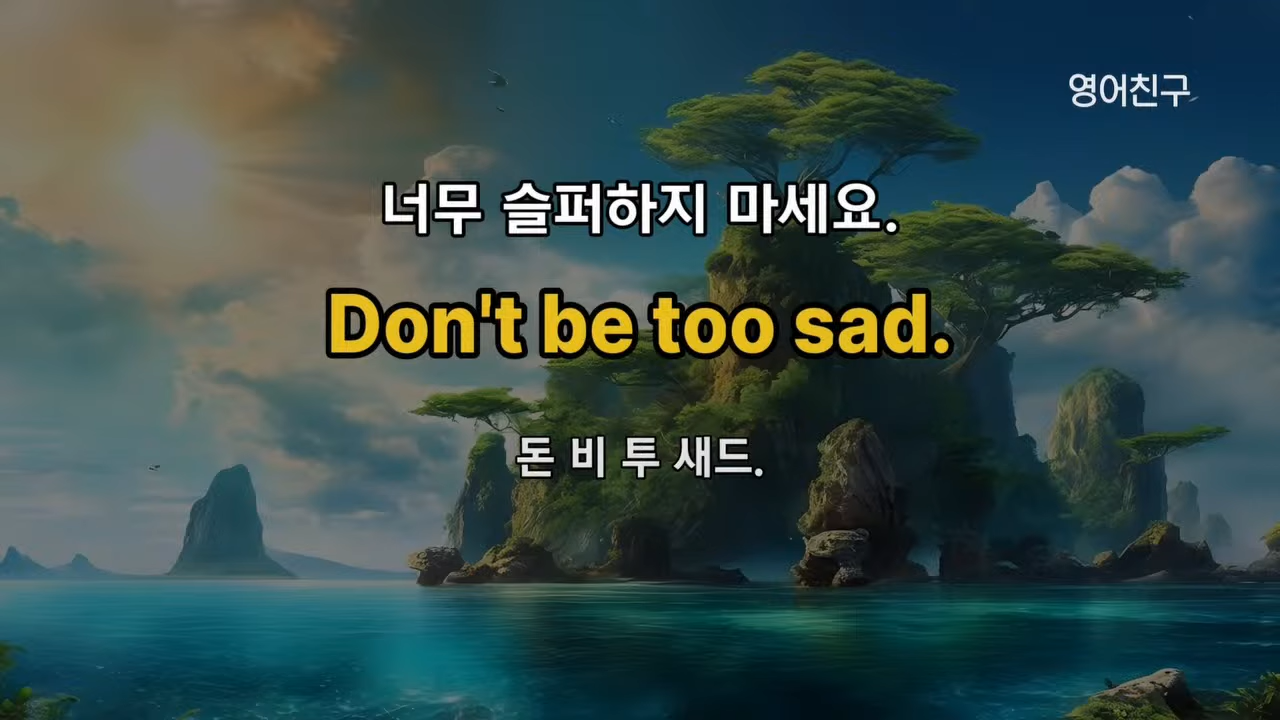 영어친구
너무 슬퍼하지 마세요.
Don't be too sad.
돈 비 투 새드.